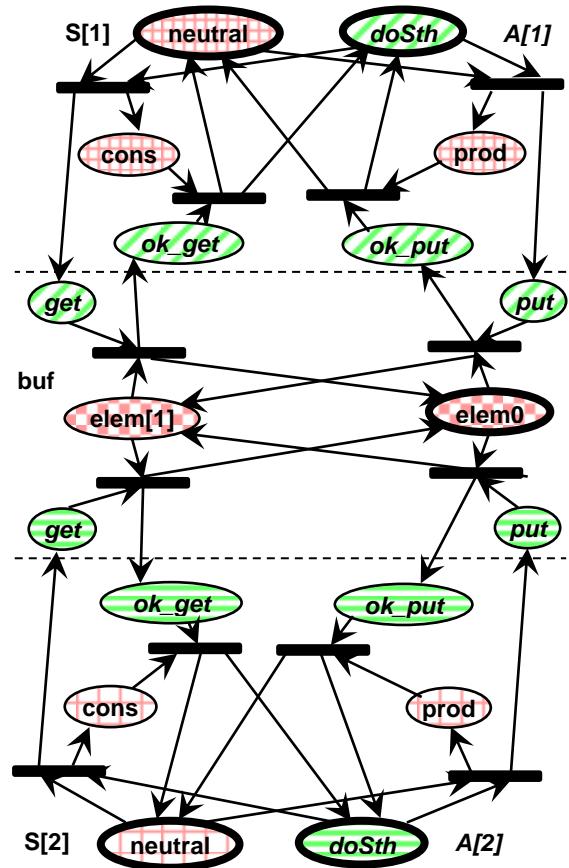 S[1] neutral doSth A[1]
cons prod
ok_get ok_put
get put
buf
elem[1] elem0
get put
ok_get ok_put
cons prod
S[2] neutral doSth A[2]